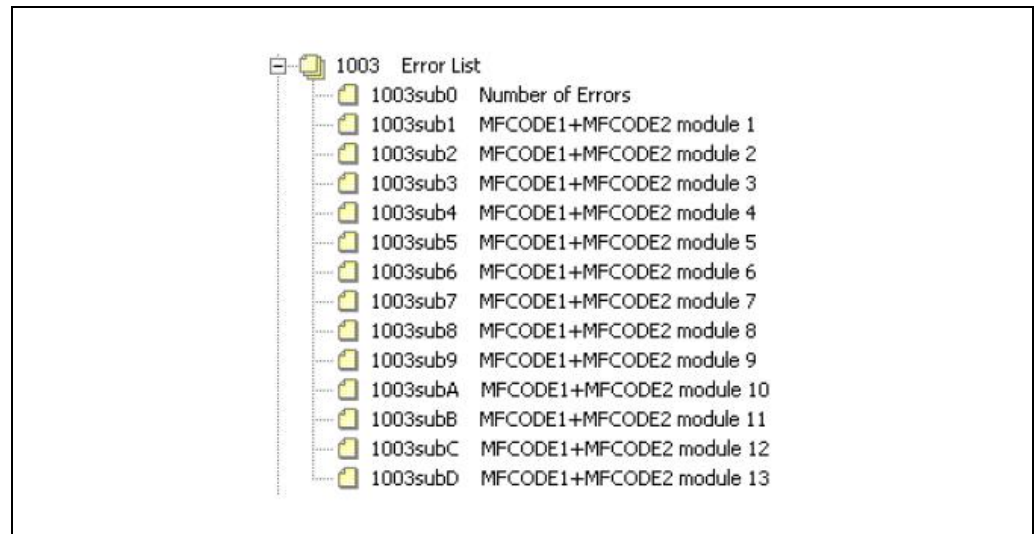 1003 Error List
1003sub0 Number of Errors
1003sub1 MFCODE1+MFCODE2 module 1
1003sub2 MFCODE1+MFCODE2 module 2
1003sub3 MFCODE1+MFCODE2 module 3
1003sub4 MFCODE1+MFCODE2 module 4
1003sub5 MFCODE1+MFCODE2 module 5
1003sub6 MFCODE1+MFCODE2 module 6
1003sub7 MFCODE1+MFCODE2 module 7
1003sub8 MFCODE1+MFCODE2 module 8
1003sub9 MFCODE1+MFCODE2 module 9
1003subA MFCODE1+MFCODE2 module 10
1003subB MFCODE1+MFCODE2 module 11
1003subC MFCODE1+MFCODE2 module 12
1003subD MFCODE1+MFCODE2 module 13